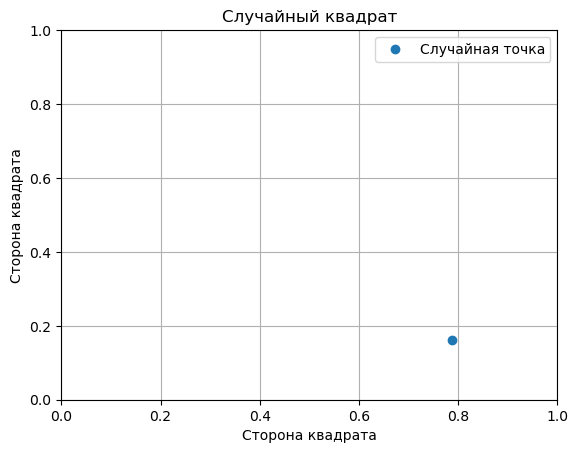 Случайный квадрат
Случайная точка
1.0
0.8
0.6
0.4
0.2
0.0
Сторона квадрата
0.0 0.2 0.4 0.6 0.8 1.0
Сторона квадрата